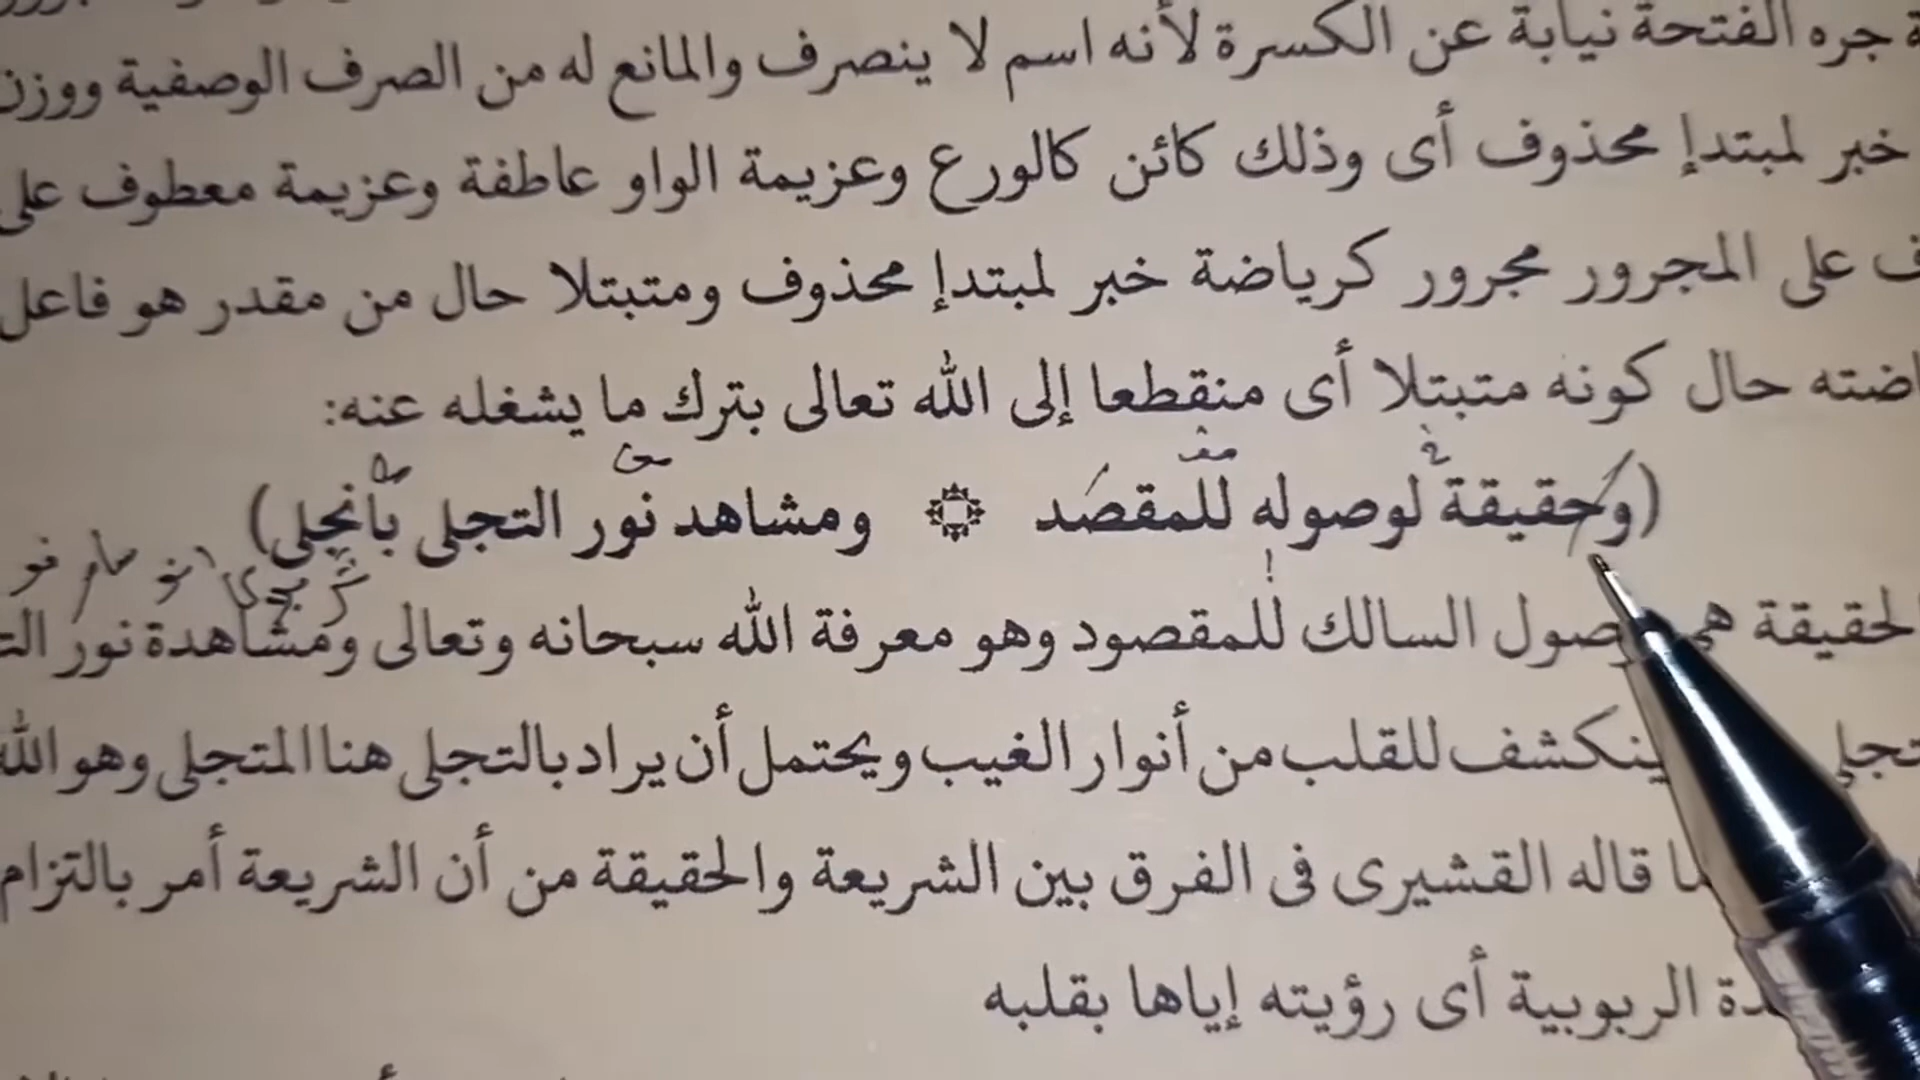 جره الفتحة نيابة عن الكسرة لأنه اسم لا ينصرف والمانع له من الصرف الوصفية ووزن
خبر لمبتدإ محذوف أى وذلك كائن كالورع وعزيمة الواو عاطفة وعزيمة معطوف على
على المجرور مجرور كرياضة خبر لمبتدإ محذوف ومتبتلا حال من مقدر هو فاعل
حال كونه متبتلا أى منقطعا إلى الله تعالى بترك ما يشغله عنه:
(وحقيقة لوصوله للمقصد ۞ ومشاهد نور التجلى بانجلى)
الحقيقة السالك للمقصود وهو معرفة الله سبحانه وتعالى ومشاهدة نور
ينكشف للقلب من أنوار الغيب ويحتمل أن يراد بالتجلى هنا المتجلى وهو الله
قاله القشيرى فى الفرق بين الشريعة والحقيقة من أن الشريعة أمر بالتزام
الربوبية أى رؤيته إياها بقلبه